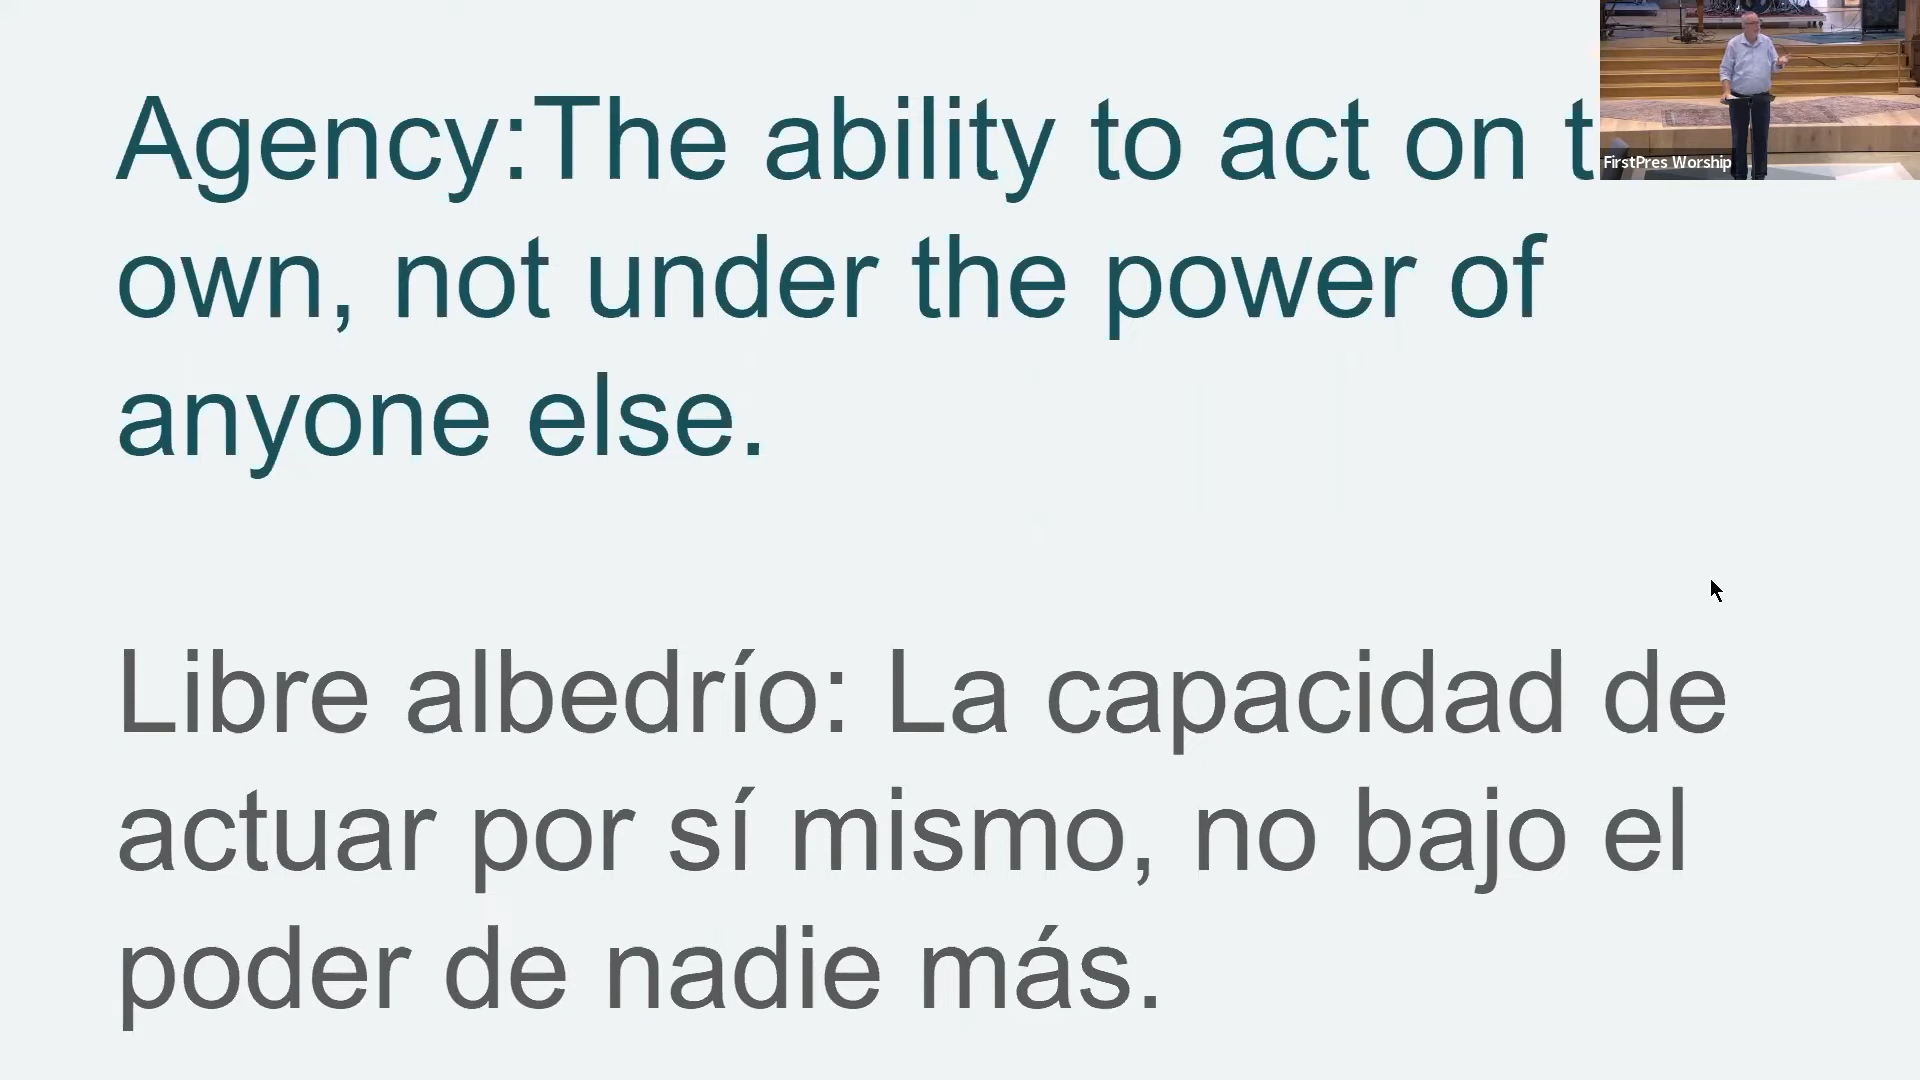 Agency:The ability to act on t
own, not under the power of
anyone else.
Libre albedrío: La capacidad de
actuar por sí mismo, no bajo el
poder de nadie más.
FirstPres Worship